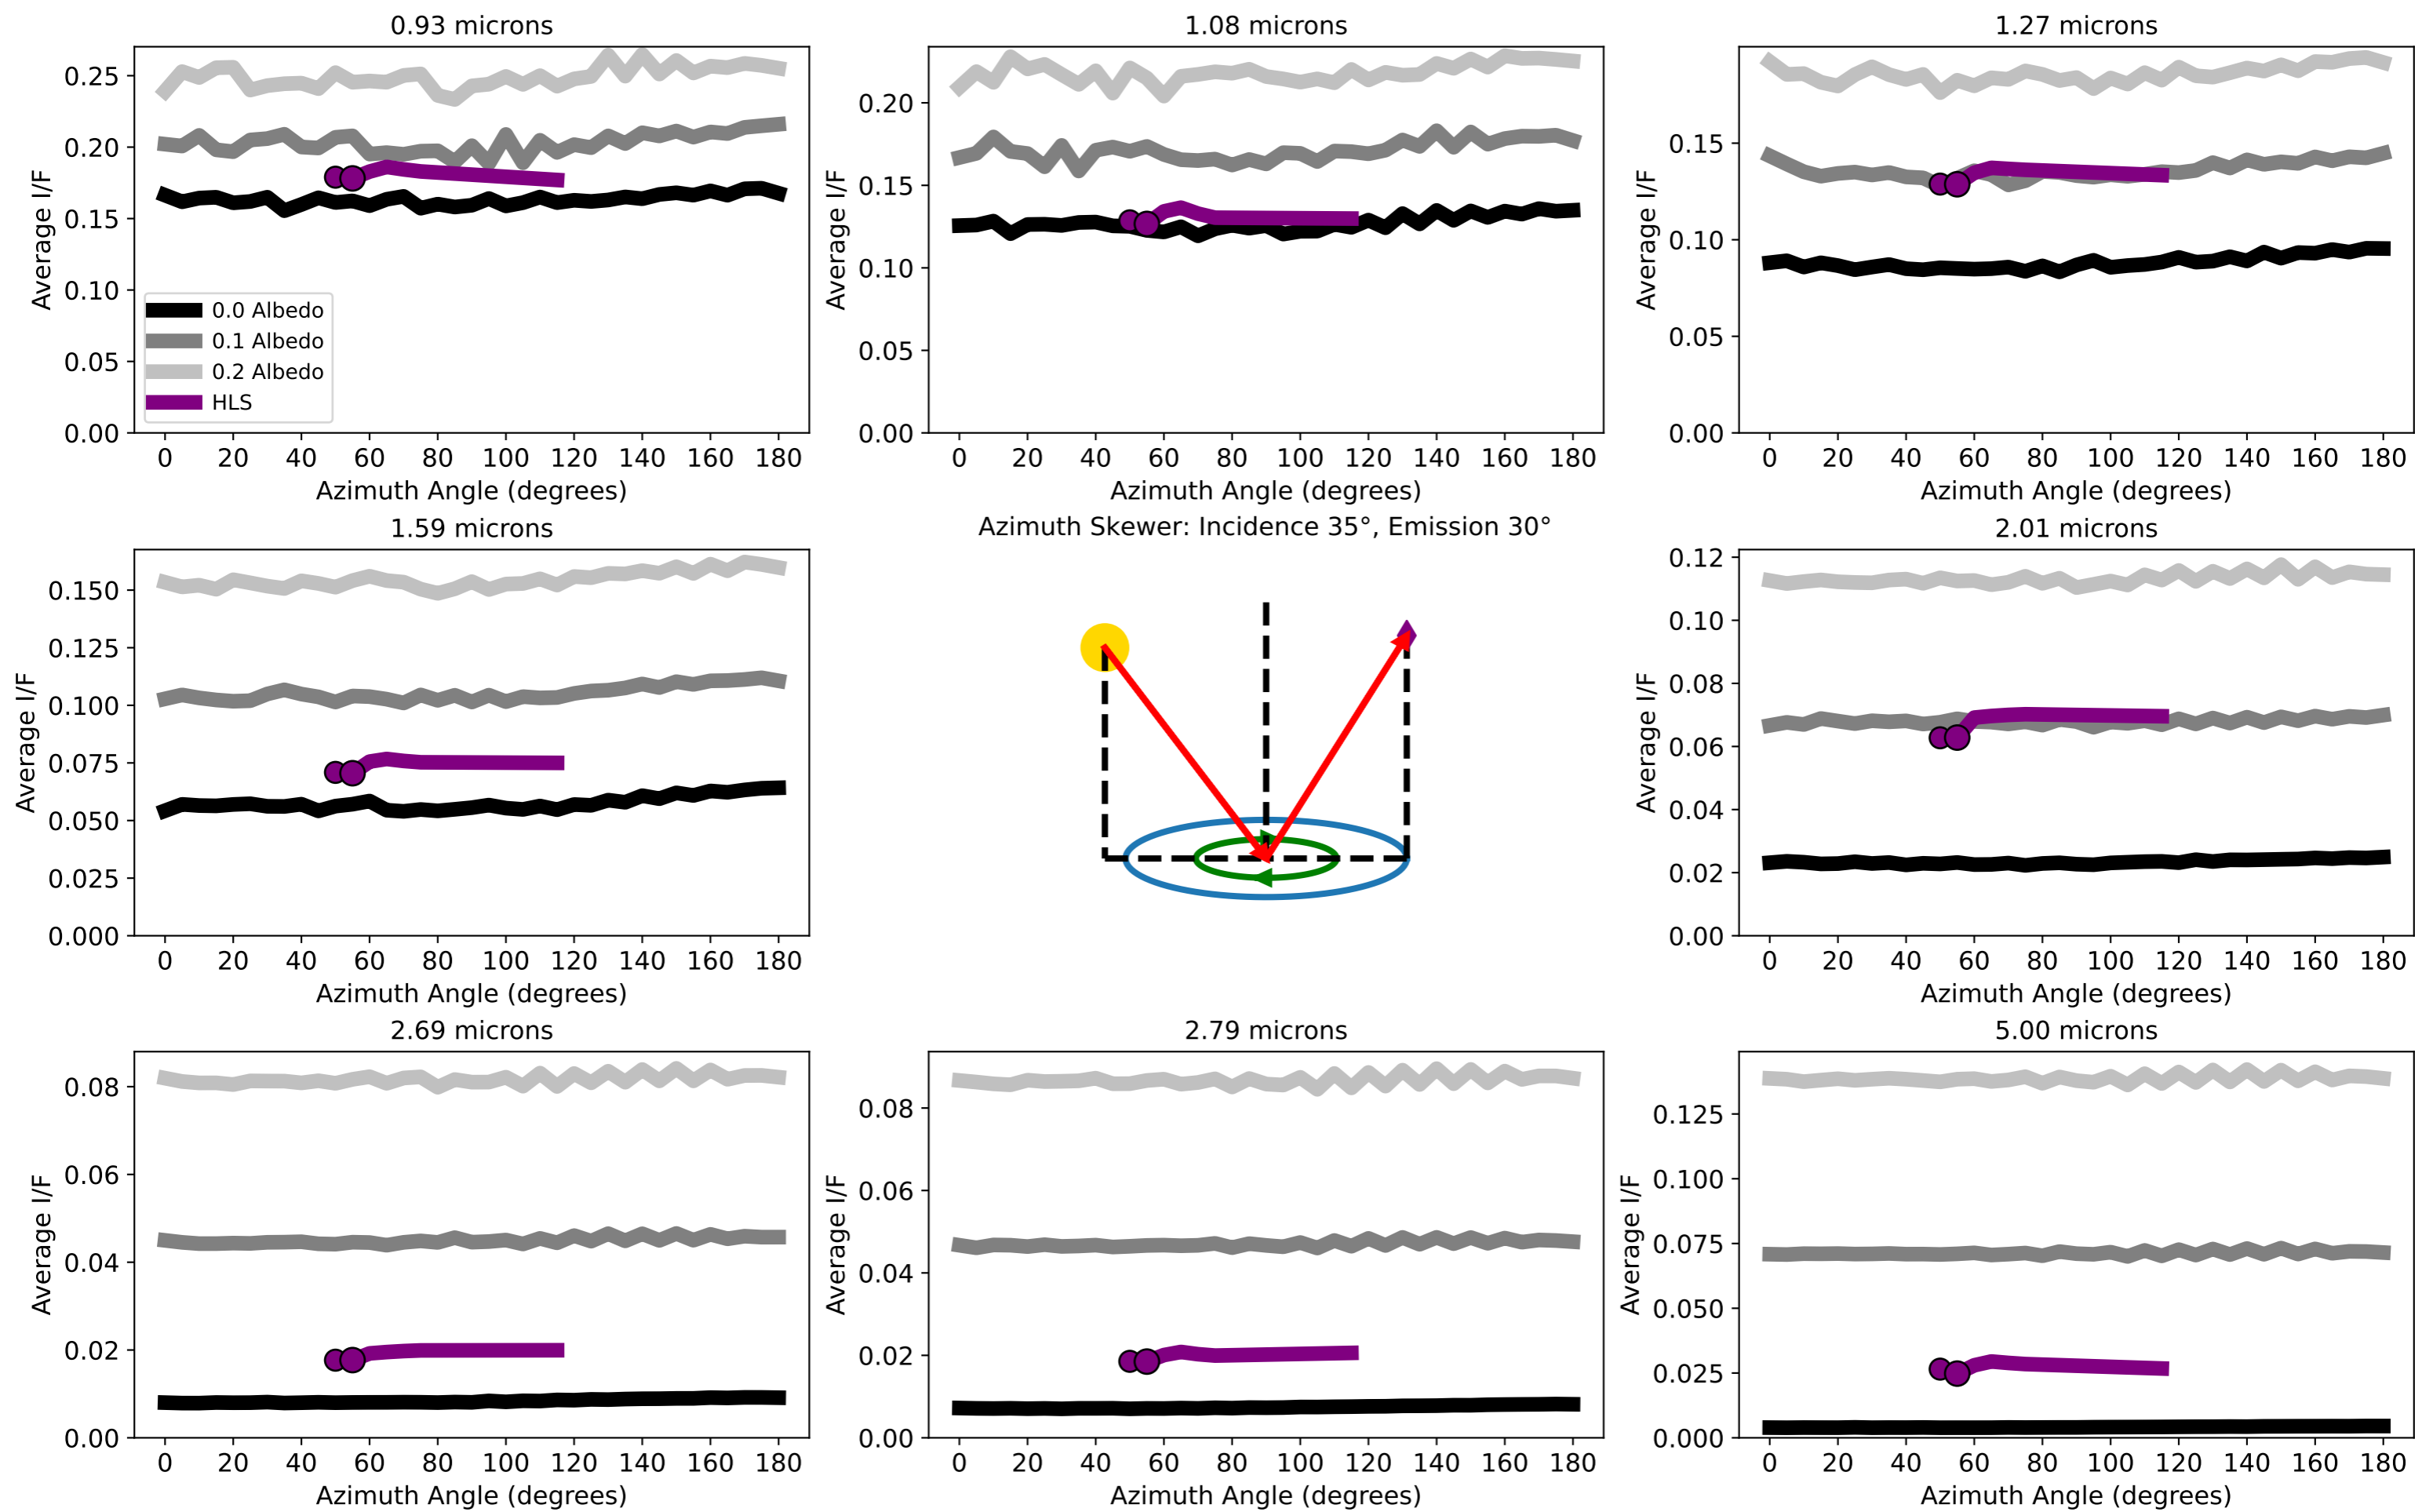 0.93 microns
0.25
0.20
0.15
0.10
0.05
0.00
Average I/F
0.0 Albedo
0.1 Albedo
0.2 Albedo
HLS
0 20 40 60 80 100 120 140 160 180
Azimuth Angle (degrees)
1.08 microns
0.20
0.15
0.10
0.05
0.00
Average I/F
0 20 40 60 80 100 120 140 160 180
Azimuth Angle (degrees)
1.27 microns
0.15
0.10
0.05
0.00
Average I/F
0 20 40 60 80 100 120 140 160 180
Azimuth Angle (degrees)
1.59 microns
0.150
0.125
0.100
0.075
0.050
0.025
0.000
Average I/F
0 20 40 60 80 100 120 140 160 180
Azimuth Angle (degrees)
Azimuth Skewer: Incidence 35°, Emission 30°
2.01 microns
0.12
0.10
0.08
0.06
0.04
0.02
0.00
Average I/F
0 20 40 60 80 100 120 140 160 180
Azimuth Angle (degrees)
2.69 microns
0.08
0.06
0.04
0.02
0.00
Average I/F
0 20 40 60 80 100 120 140 160 180
Azimuth Angle (degrees)
2.79 microns
0.08
0.06
0.04
0.02
0.00
Average I/F
0 20 40 60 80 100 120 140 160 180
Azimuth Angle (degrees)
5.00 microns
0.125
0.100
0.075
0.050
0.025
0.000
Average I/F
0 20 40 60 80 100 120 140 160 180
Azimuth Angle (degrees)